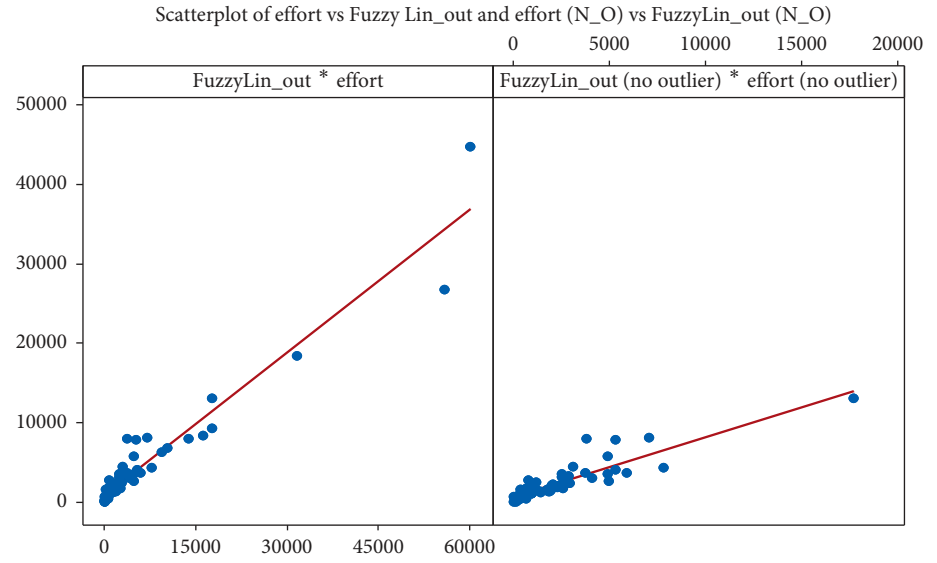 Scatterplot of effort vs Fuzzy Lin_out and effort (N_O) vs FuzzyLin_out (N_O)
0 5000 10000 15000 20000
FuzzyLin_out * effort
FuzzyLin_out (no outlier) * effort (no outlier)
50000
40000
30000
20000
10000
0
0 15000 30000 45000 60000